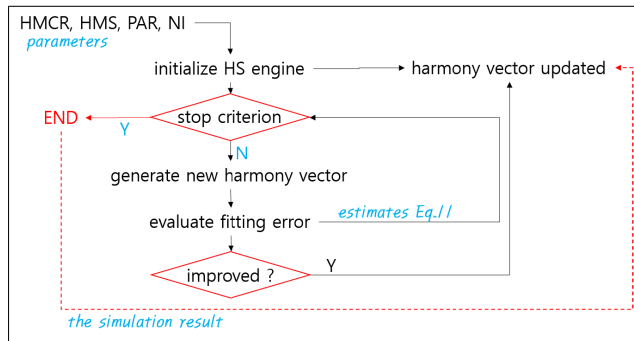 HMCR, HMS, PAR, NI
parameters
initialize HS engine
harmony vector updated
END
Y
stop criterion
N
generate new harmony vector
evaluate fitting error
estimates Eq.11
improved ?
Y
the simulation result